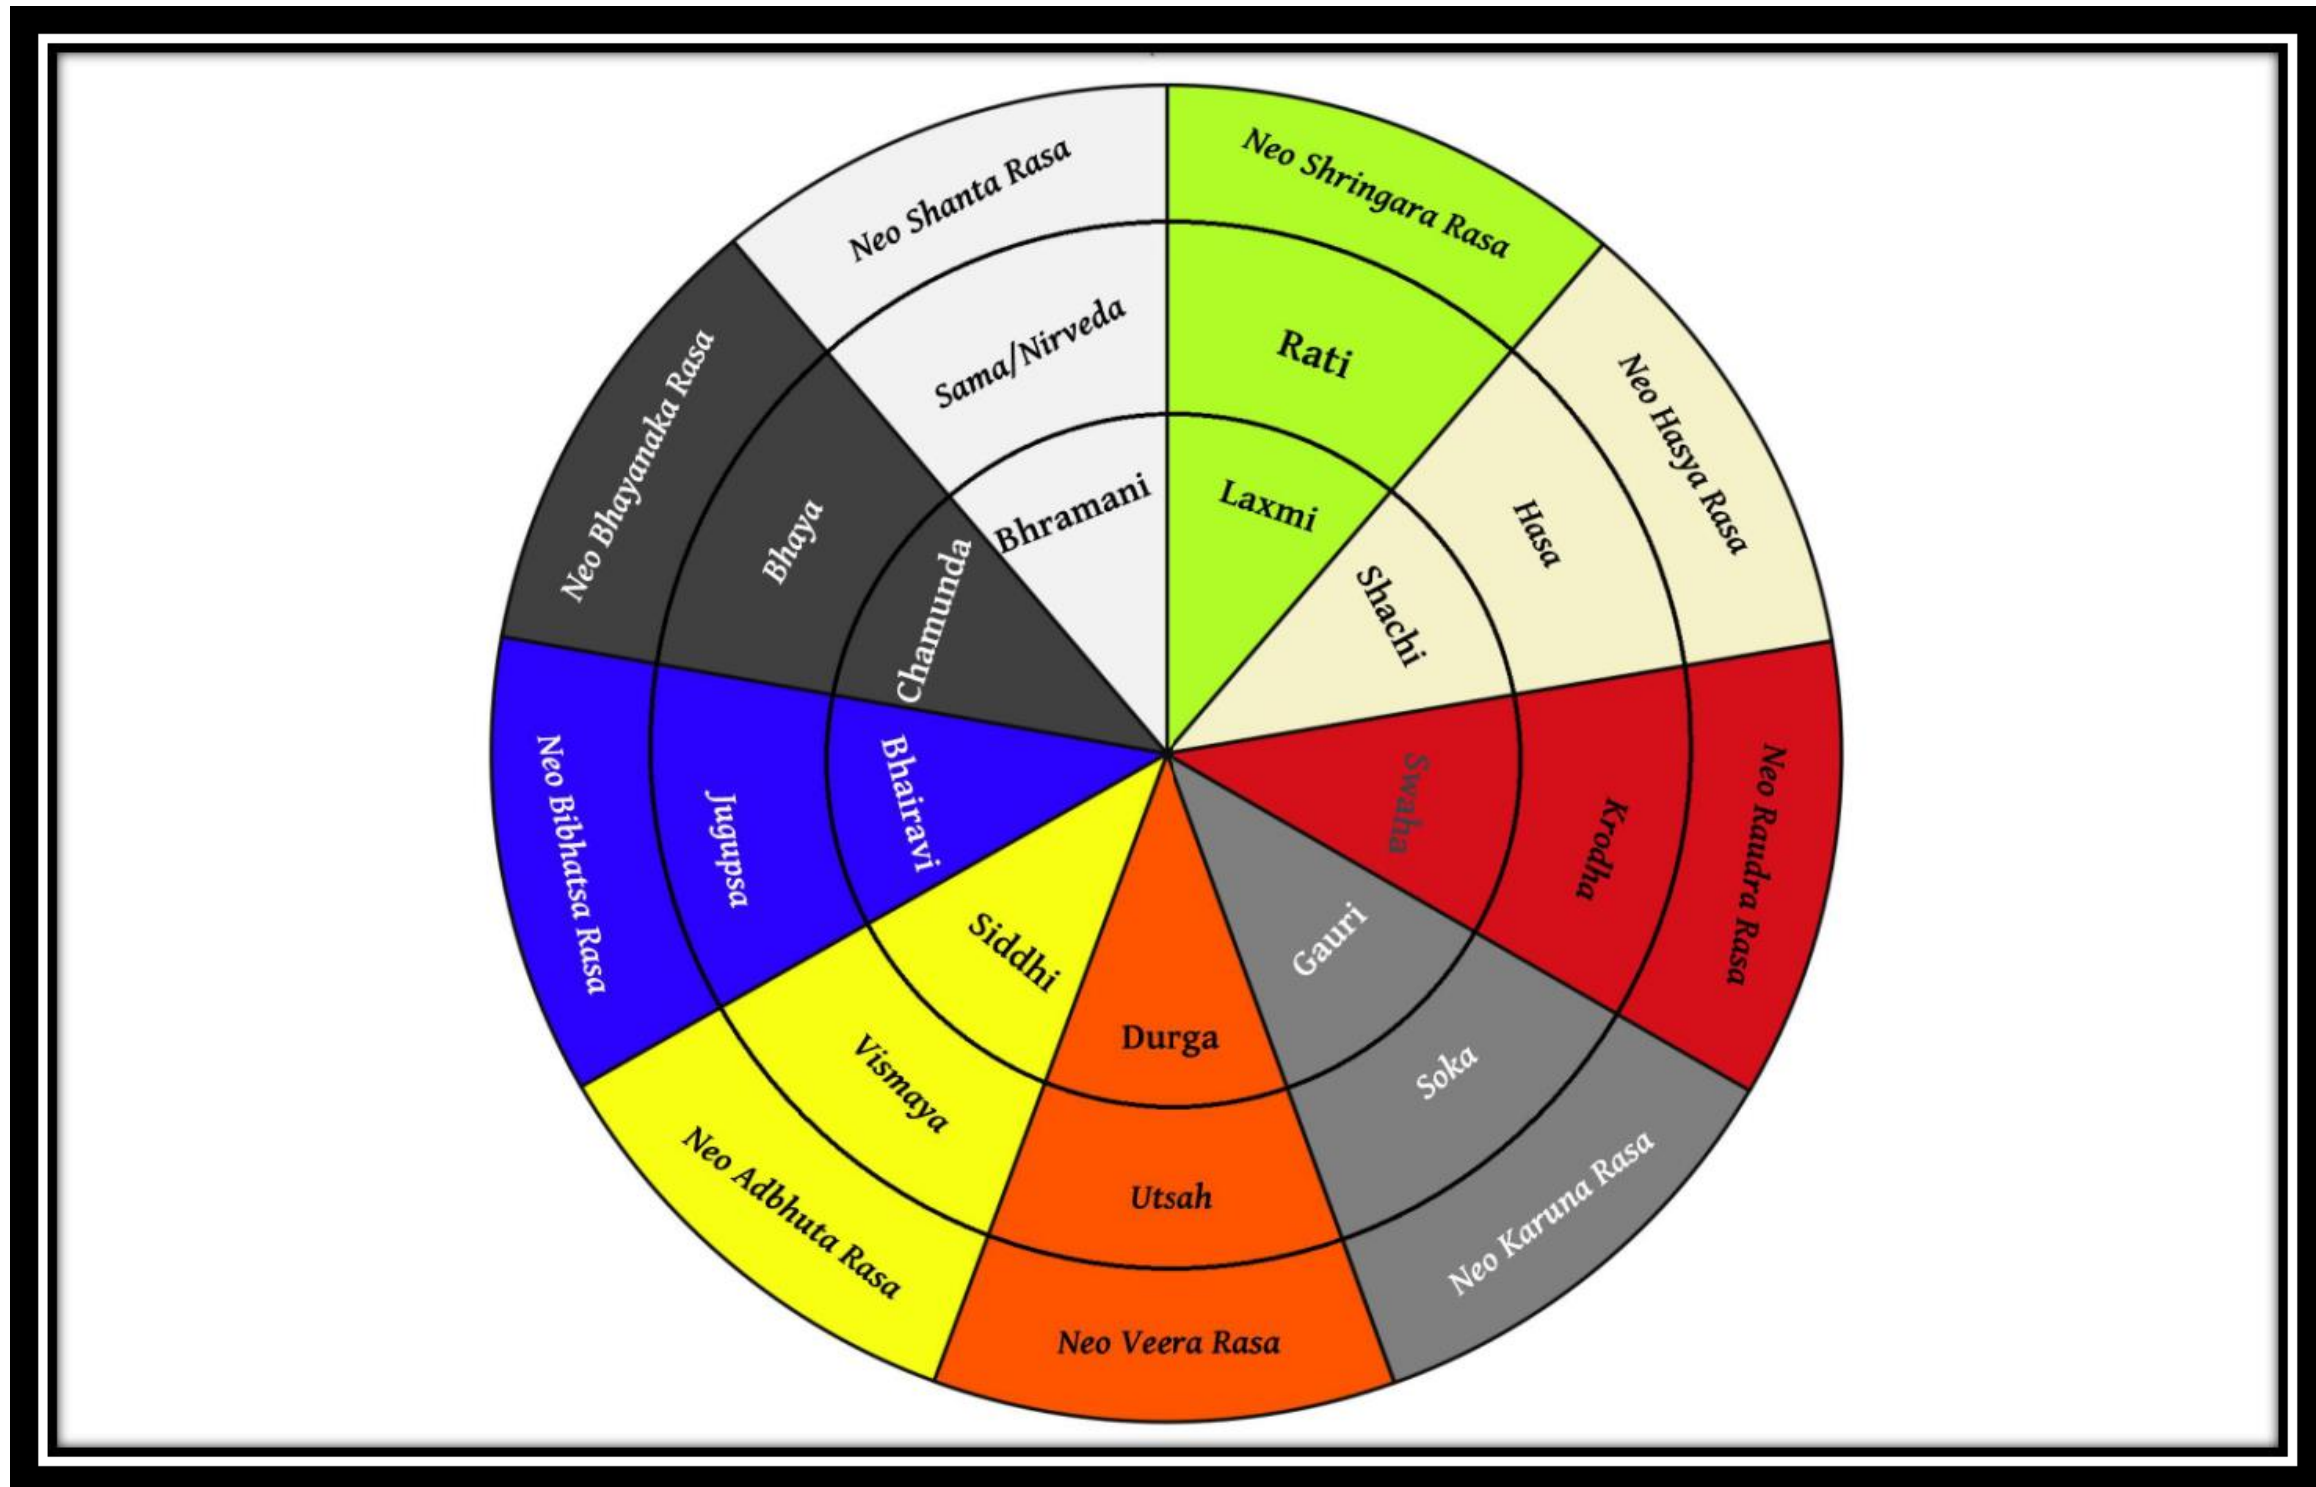 Neo Shringara Rasa
Rati
Laxmi
Neo Hasya Rasa
Hasa
Shachi
Neo Raudra Rasa
Krodha
Swaha
Neo Karuna Rasa
Soka
Gauri
Neo Veera Rasa
Utsah
Durga
Neo Adbhuta Rasa
Vismaya
Siddhi
Neo Bibhatsa Rasa
Jugupsa
Bhairavi
Neo Bhayanaka Rasa
Bhaya
Chamunda
Neo Shanta Rasa
Sama/Nirveda
Bhramani